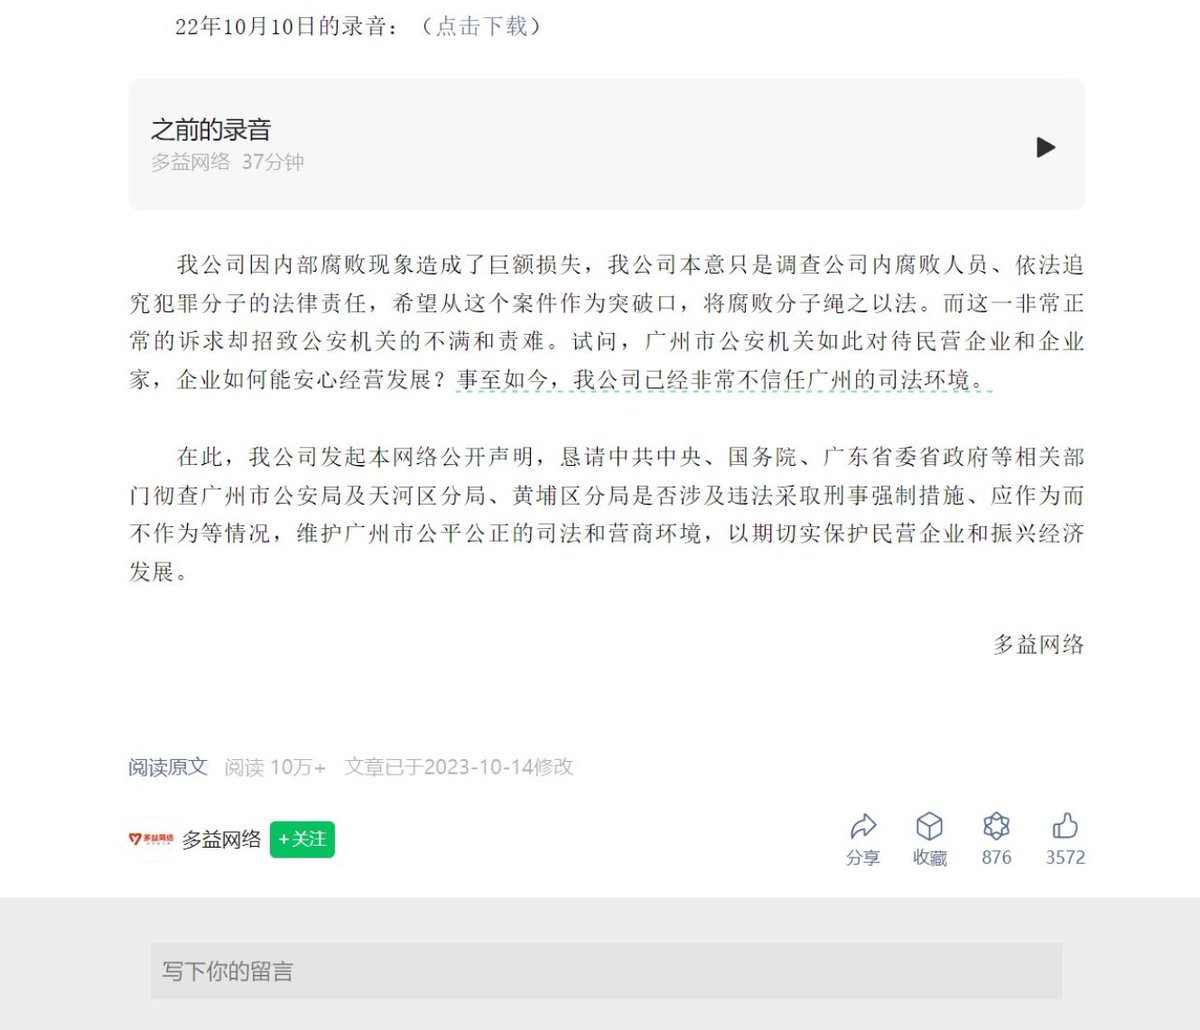 22年10月10日的录音：（点击下载）
之前的录音
多益网络 37分钟
我公司因内部腐败现象造成了巨额损失，我公司本意只是调查公司内腐败人员、依法追
究犯罪分子的法律责任，希望从这个案件作为突破口，将腐败分子绳之以法。而这一非常正
常的诉求却招致公安机关的不满和责难。试问，广州市公安机关如此对待民营企业和企业
家，企业如何能安心经营发展？事至如今，我公司已经非常不信任广州的司法环境。
在此，我公司发起本网络公开声明，恳请中共中央、国务院、广东省委省政府等相关部
门彻查广州市公安局及天河区分局、黄埔区分局是否涉及违法采取刑事强制措施、应作为而
不作为等情况，维护广州市公平公正的司法和营商环境，以期切实保护民营企业和振兴经济
发展。
多益网络
阅读原文 阅读 10万+ 文章已于2023-10-14修改
多益网络 多益网络 +关注
分享 收藏 876 3572
写下你的留言